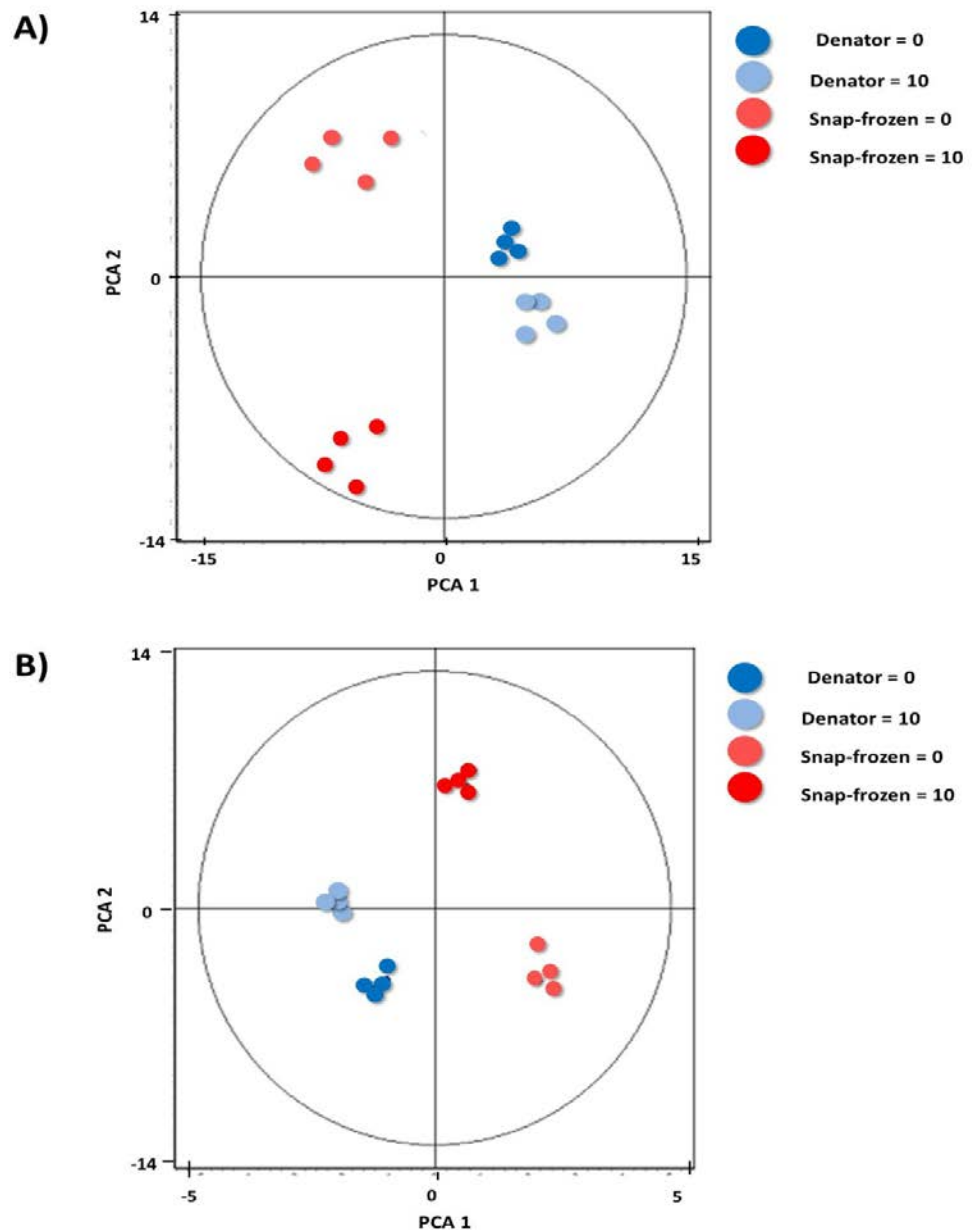 A)
14
0
-14
PCA 2
-15
0
15
PCA 1
Denator = 0
Denator = 10
Snap-frozen = 0
Snap-frozen = 10
B)
14
0
-14
PCA 2
-5
0
5
PCA 1
Denator = 0
Denator = 10
Snap-frozen = 0
Snap-frozen = 10